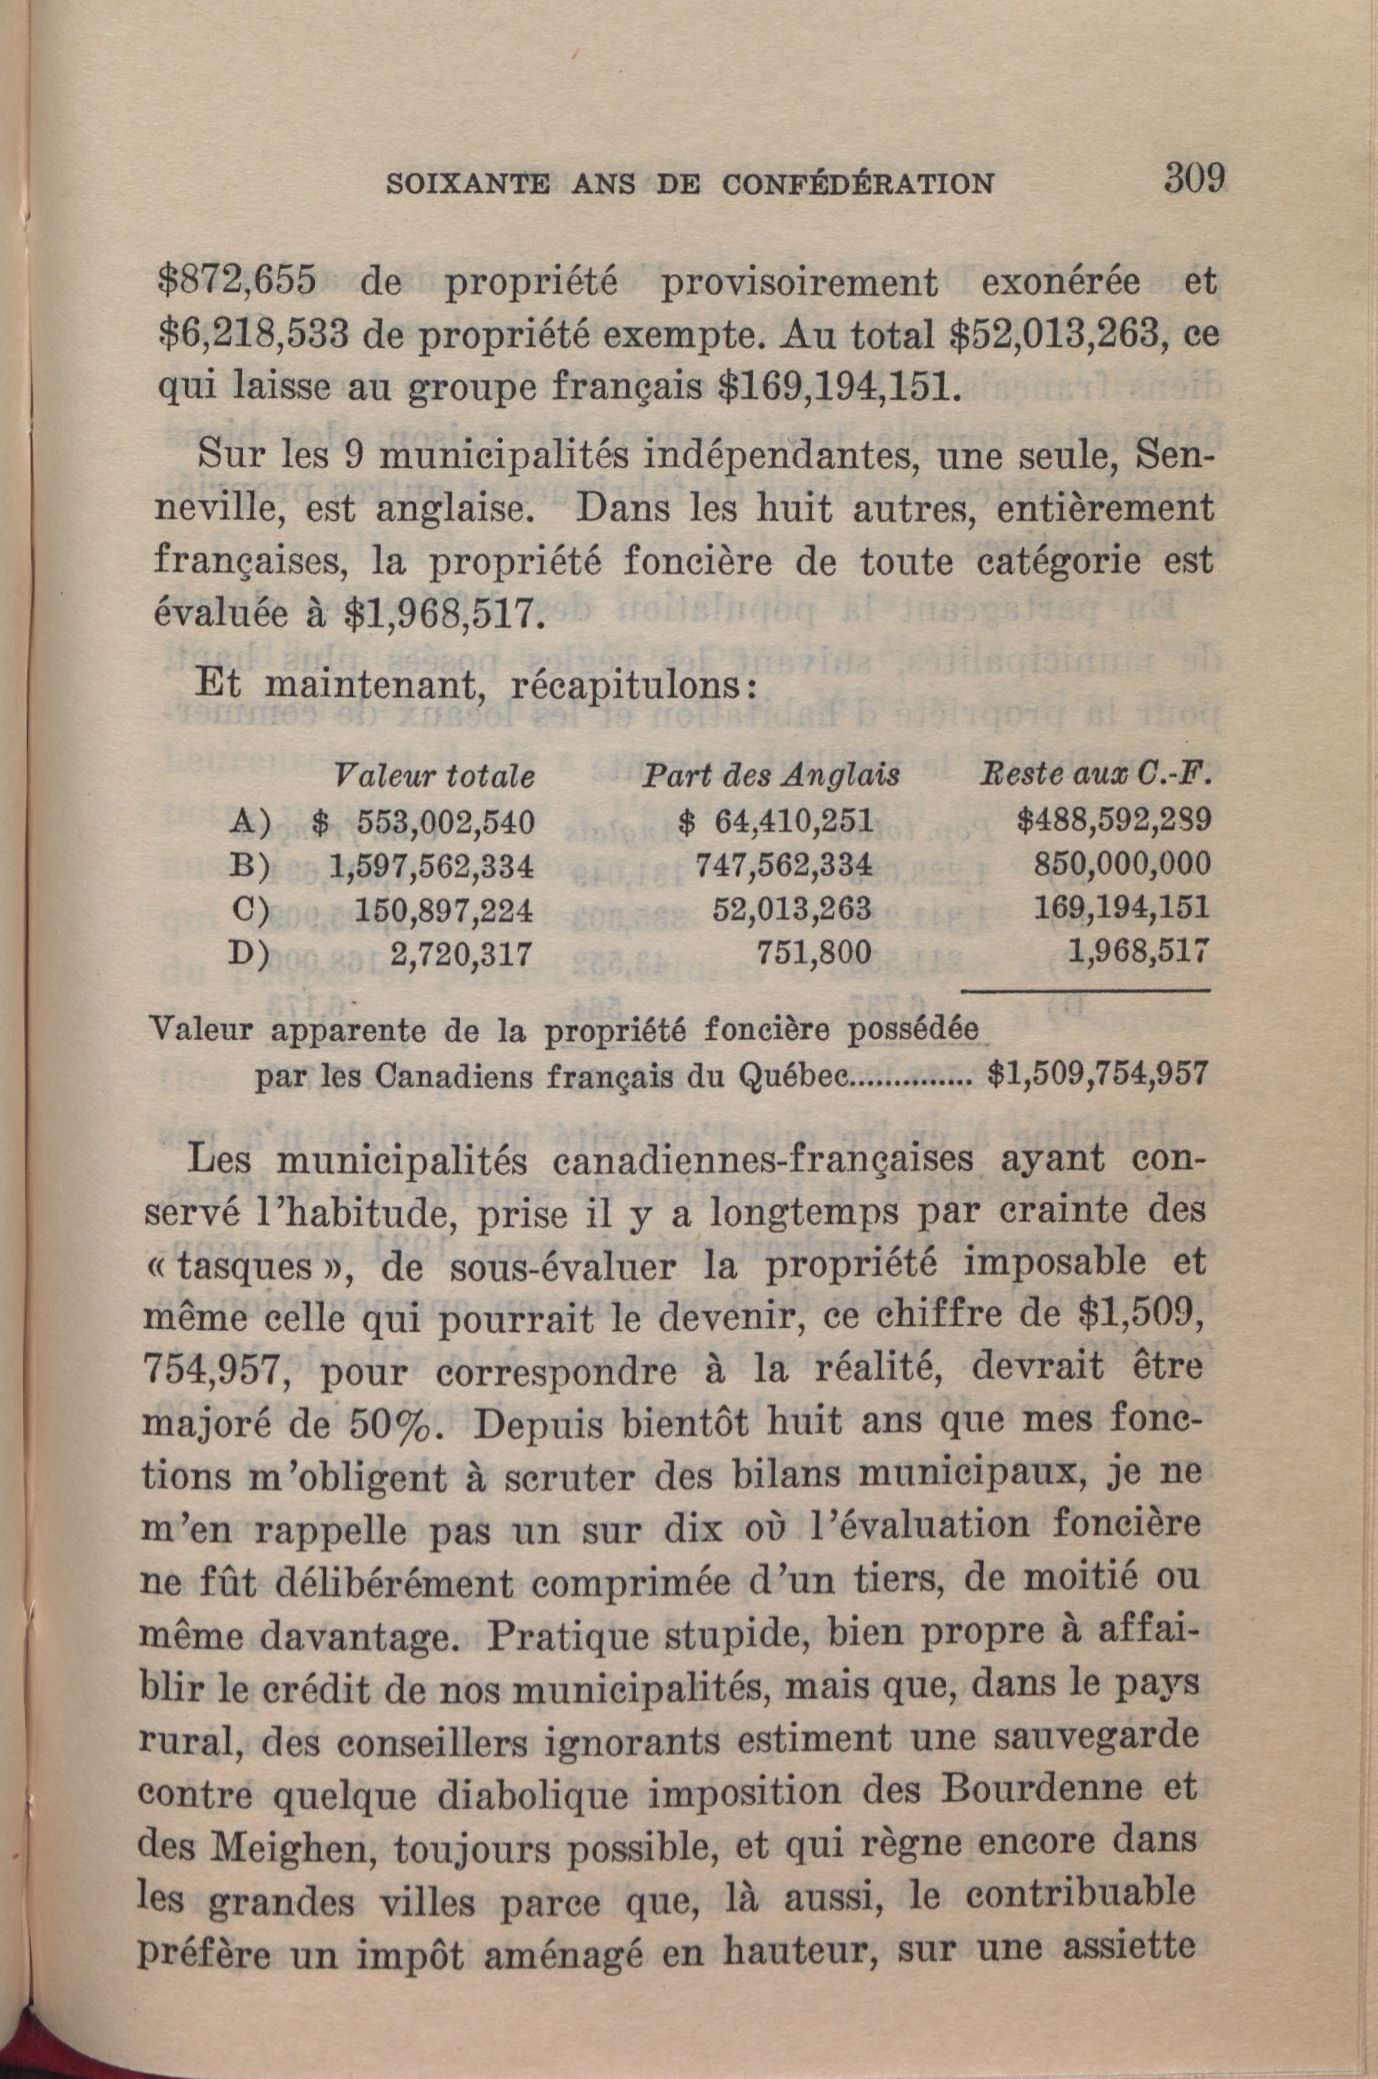 SOIXANTE ANS DE CONFÉDÉRATION 309
$872,655 de propriété provisoirement exonérée et
$6,218,533 de propriété exempte. Au total $52,013,263, ce
qui laisse au groupe français $169,194,151.
Sur les 9 municipalités indépendantes, une seule, Sen-
neville, est anglaise. Dans les huit autres, entièrement
françaises, la propriété foncière de toute catégorie est
évaluée à $1,968,517.
Et maintenant, récapitulons:
Valeur totale Part des Anglais Reste aux C.-F.
A) $ 553,002,540 $ 64,410,251 $488,592,289
B) 1,597,562,334 747,562,334 850,000,000
C) 150,897,224 52,013,263 169,194,151
D) 2,720,317 751,800 1,968,517
Valeur apparente de la propriété foncière possédée
par les Canadiens français du Québec.............. $1,509,754,957
Les municipalités canadiennes-françaises ayant con-
servé l'habitude, prise il y a longtemps par crainte des
« tasques », de sous-évaluer la propriété imposable et
même celle qui pourrait le devenir, ce chiffre de $1,509,
754,957, pour correspondre à la réalité, devrait être
majoré de 50%. Depuis bientôt huit ans que mes fonc-
tions m'obligent à scruter des bilans municipaux, je ne
m'en rappelle pas un sur dix où l'évaluation foncière
ne fût délibérément comprimée d'un tiers, de moitié ou
même davantage. Pratique stupide, bien propre à affai-
blir le crédit de nos municipalités, mais que, dans le pays
rural, des conseillers ignorants estiment une sauvegarde
contre quelque diabolique imposition des Bourdenne et
des Meighen, toujours possible, et qui règne encore dans
les grandes villes parce que, là aussi, le contribuable
préfère un impôt aménagé en hauteur, sur une assiette